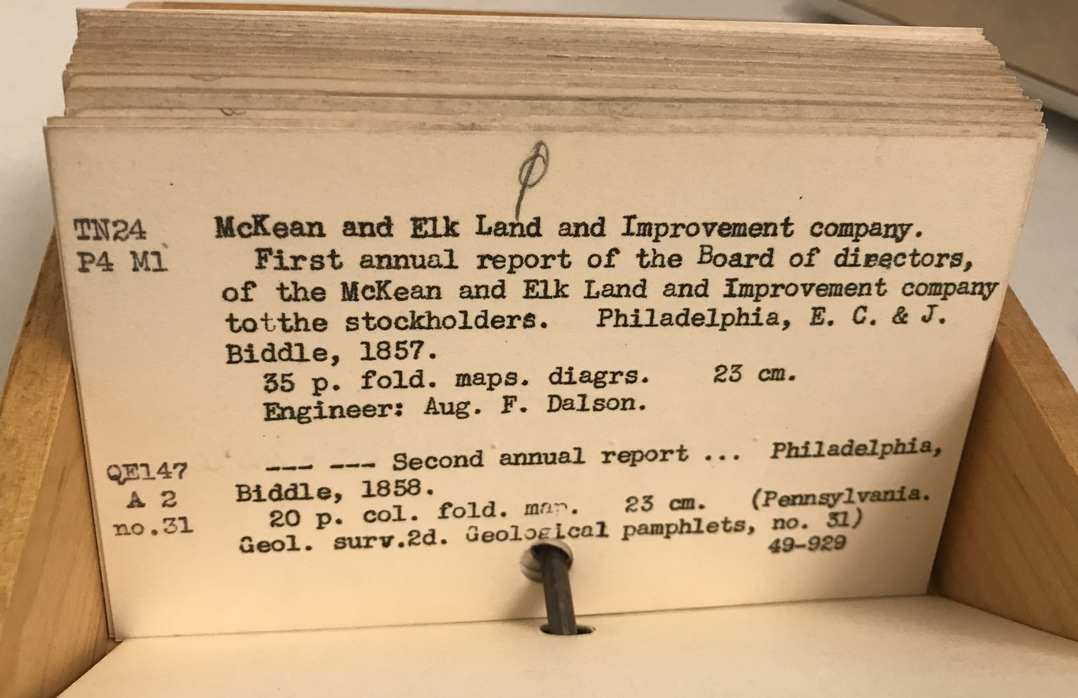 TN24 McKean and Elk Land and Improvement company.
P4 M1 First annual report of the Board of directors,
of the McKean and Elk Land and Improvement company
totthe stockholders. Philadelphia, E. C. & J.
Biddle, 1857.
35 p. fold. maps. diagrs. 23 cm.
Engineer: Aug. F. Dalson.
QE147 --- --- Second annual report ... Philadelphia,
A 2 Biddle, 1858.
no.31 20 p. col. fold. map. 23 cm. (Pennsylvania.
Geol. surv.2d. Geological pamphlets, no. 31)
49-929